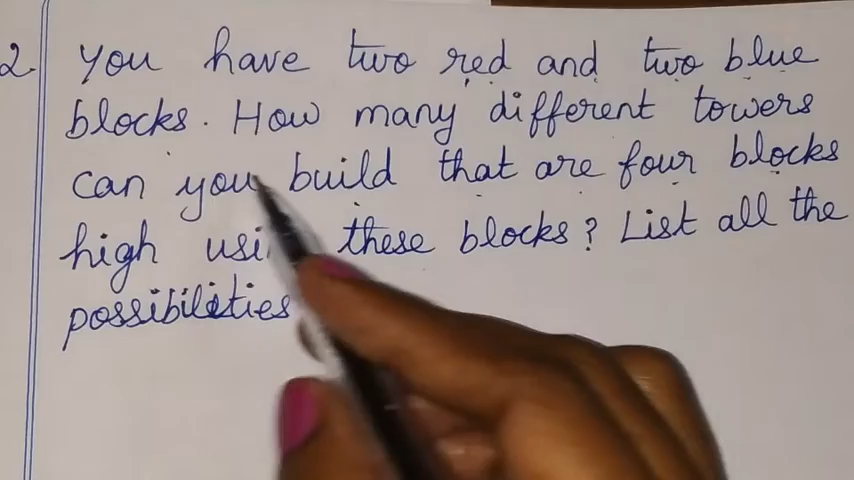 2. You have two red and two blue
blocks. How many different towers
can you build that are four blocks
high usi these blocks? List all the
possibilities